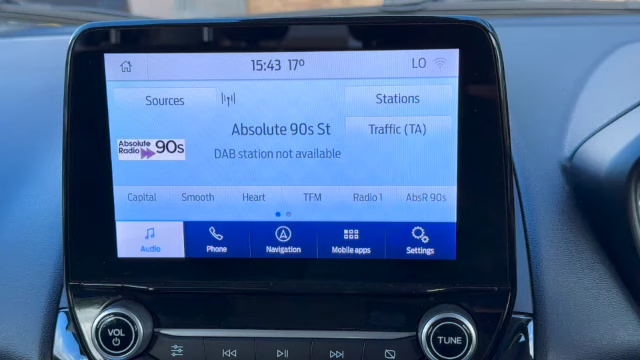 15:43 17° LO
Sources Stations
Absolute 90s St Traffic (TA)
Absolute Radio 90s
DAB station not available
Capital Smooth Heart TFM Radio 1 AbsR 90s
Audio Phone Navigation Mobile apps Settings
VOL TUNE